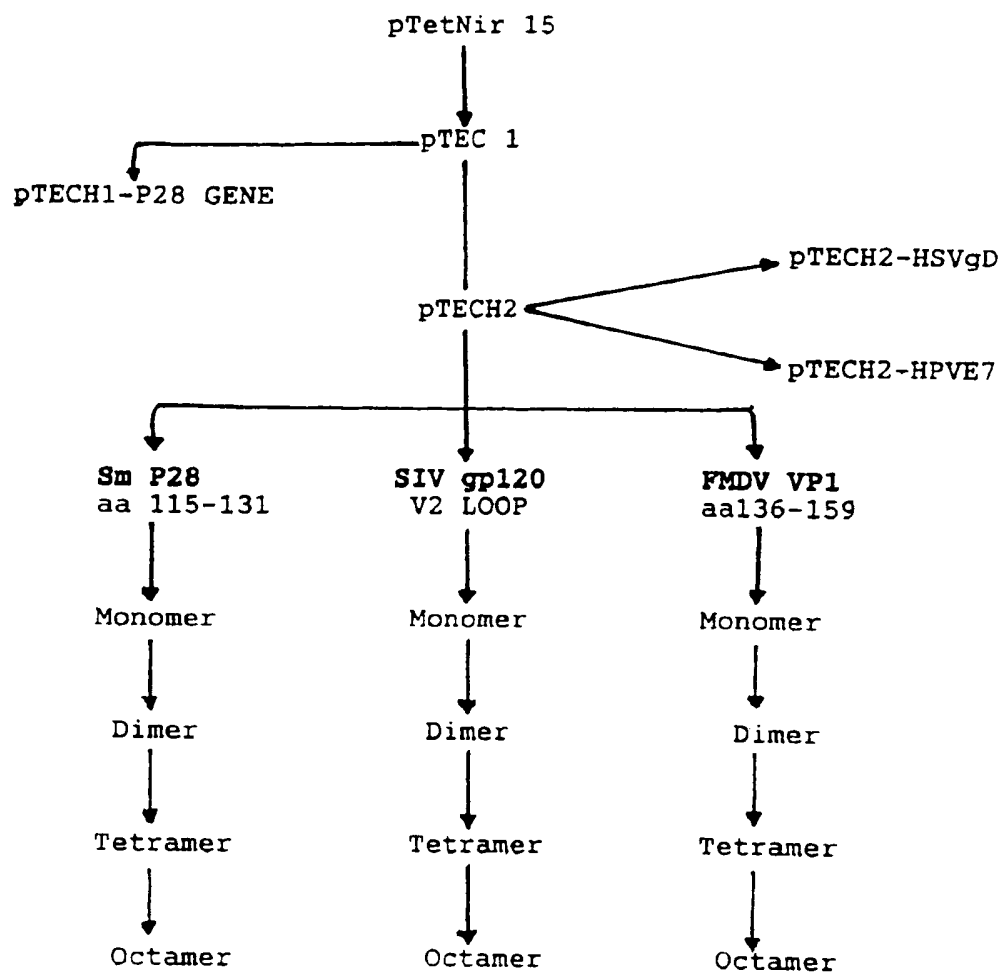 pTetNir 15
pTEC 1
pTECH1-P28 GENE
pTECH2-HSVgD
pTECH2
pTECH2-HPVE7
Sm P28
aa 115-131
SIV gp120
V2 LOOP
FMDV VP1
aa136-159
Monomer
Monomer
Monomer
Dimer
Dimer
Dimer
Tetramer
Tetramer
Tetramer
Octamer
Octamer
Octamer